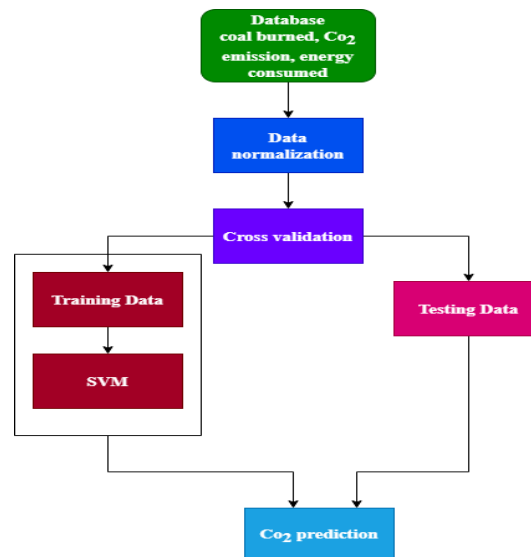 Database
coal burned, Co₂
emission, energy
consumed
Data
normalization
Cross validation
Training Data
Testing Data
SVM
Co₂ prediction